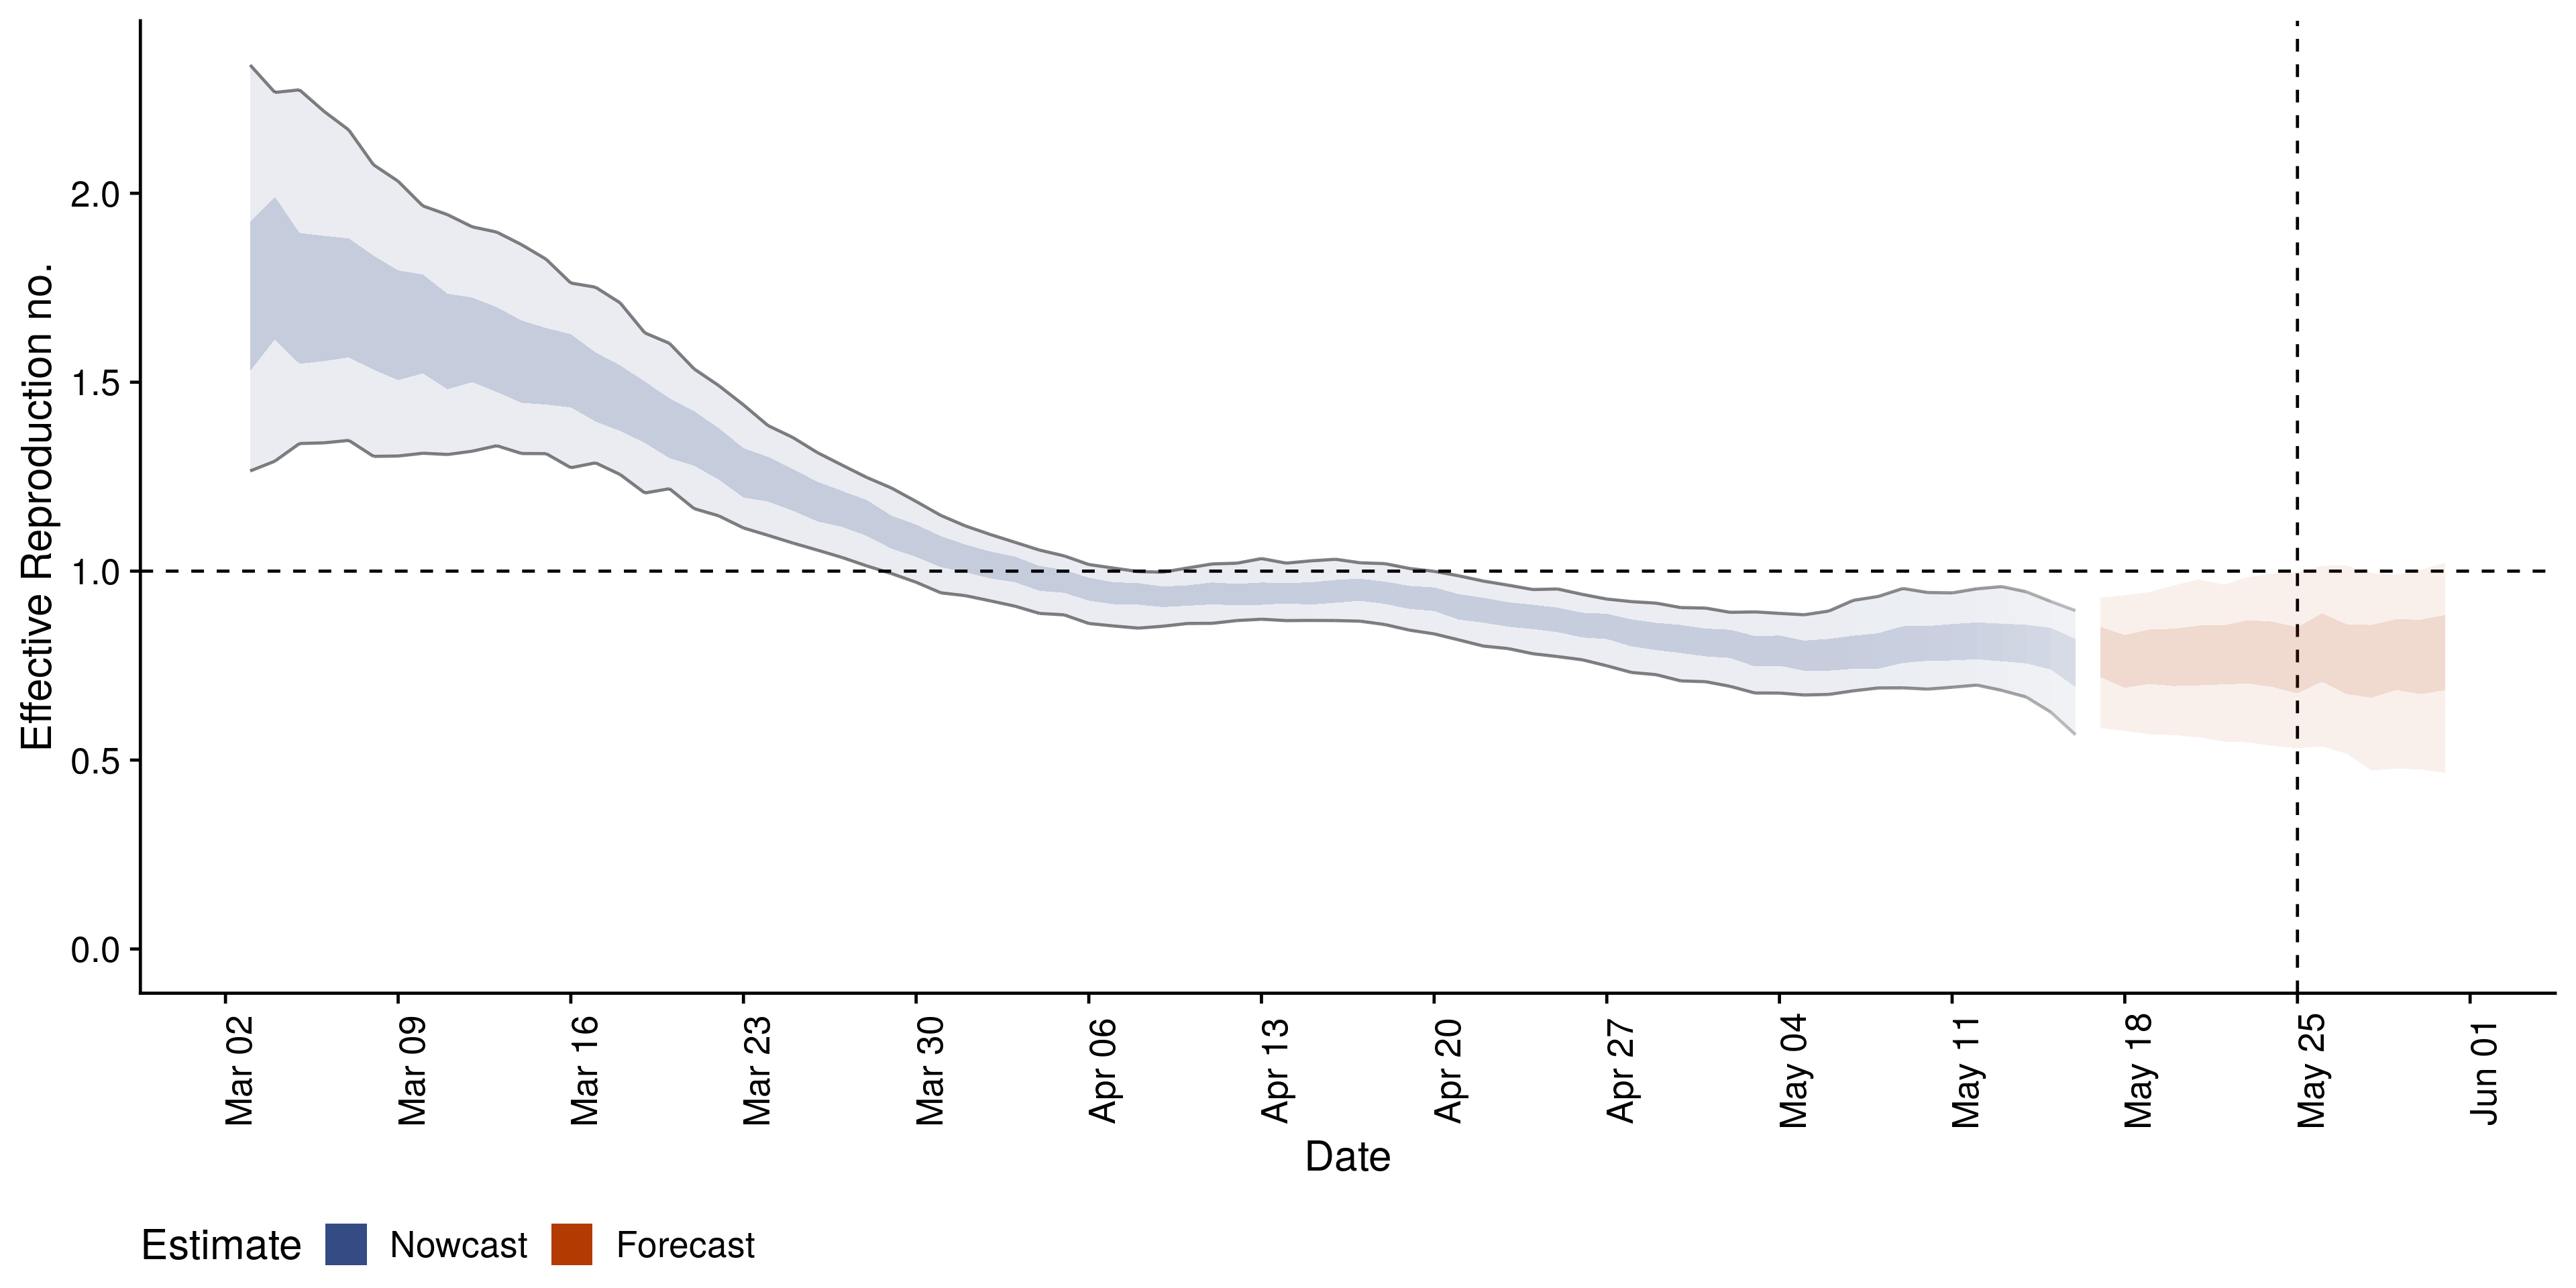 Effective Reproduction no.
2.0
1.5
1.0
0.5
0.0
Mar 02
Mar 09
Mar 16
Mar 23
Mar 30
Apr 06
Apr 13
Apr 20
Apr 27
May 04
May 11
May 18
May 25
Jun 01
Date
Estimate Nowcast Forecast